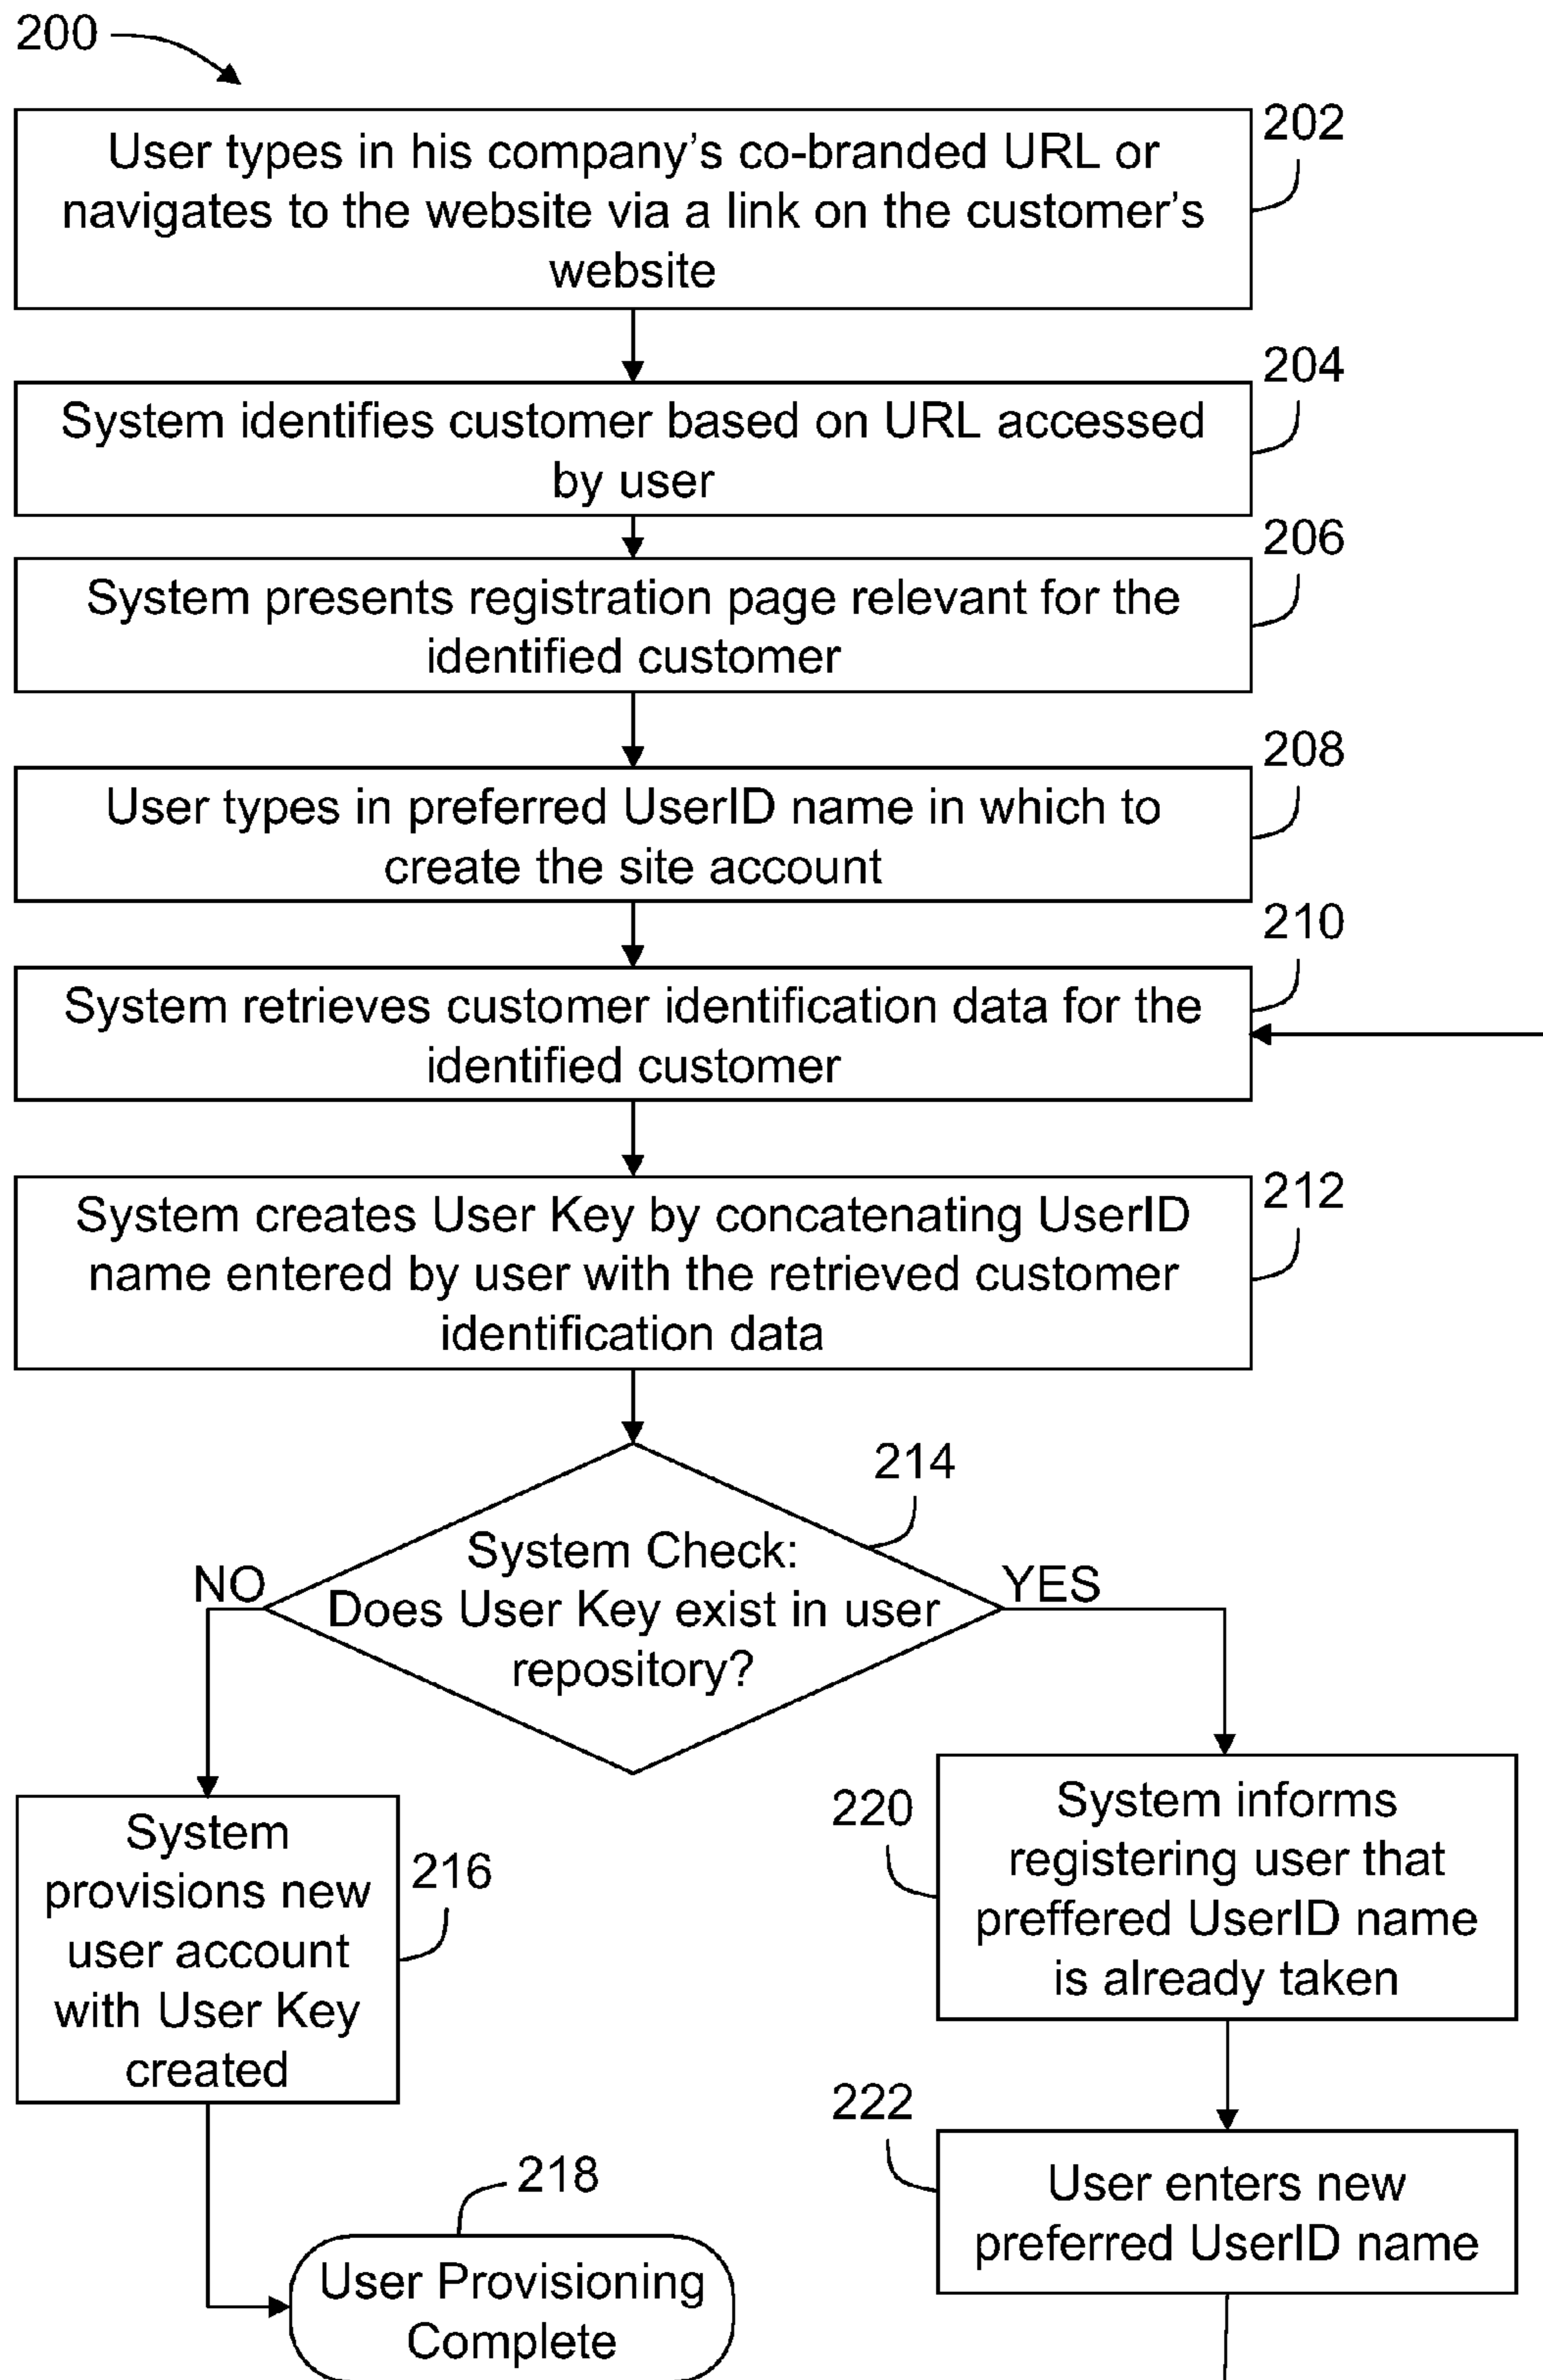 200
202
User types in his company's co-branded URL or
navigates to the website via a link on the customer's
website
204
System identifies customer based on URL accessed
by user
206
System presents registration page relevant for the
identified customer
208
User types in preferred UserID name in which to
create the site account
210
System retrieves customer identification data for the
identified customer
212
System creates User Key by concatenating UserID
name entered by user with the retrieved customer
identification data
214
System Check:
Does User Key exist in user
repository?
NO
YES
System
provisions new
user account
with User Key
created
216
220
System informs
registering user that
preffered UserID name
is already taken
222
User enters new
preferred UserID name
218
User Provisioning
Complete